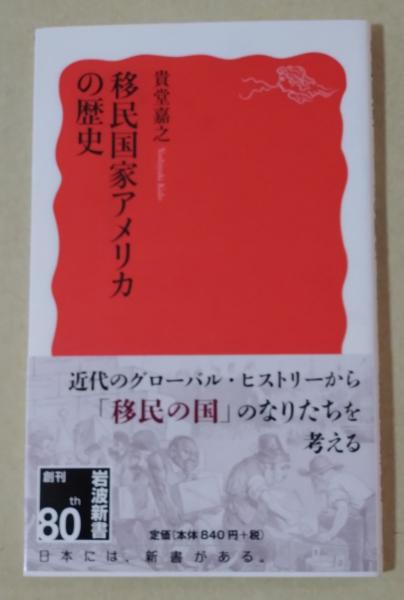 移民国家アメリカ
の歴史
貴堂嘉之
Yoshiyuki Kido
近代のグローバル・ヒストリーから
「移民の国」のなりたちを
考える
創刊
80th
岩波新書
定価(本体840円+税)
日本には、新書がある。